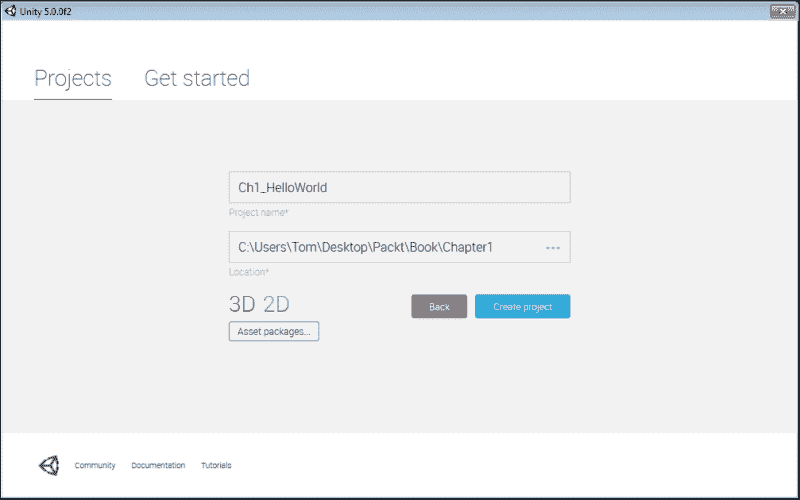 Unity 5.0.0f2
Projects Get started
Ch1_HelloWorld
Project name*
C:\Users\Tom\Desktop\Packt\Book\Chapter1 •••
Location*
3D 2D Back Create project
Asset packages...
Community Documentation Tutorials